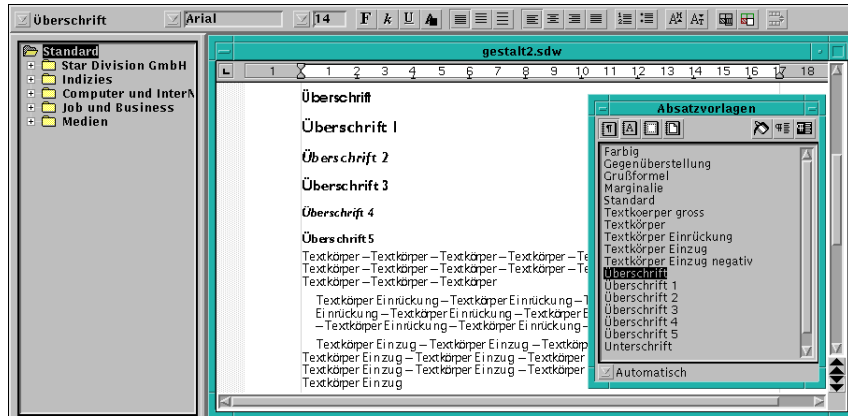 Überschrift Arial 14 F k U A
Standard
Star Division GmbH
Indizies
Computer und InterN
Job und Business
Medien
gestalt2.sdw
1 1 2 3 4 5 6 7 8 9 10 11 12 13 14 15 16 17 18
Überschrift
Überschrift 1
Überschrift 2
Überschrift 3
Überschrift 4
Überschrift 5
Textkörper – Textkörper – Textkörper – Textkörper – Te
Textkörper – Textkörper – Textkörper – Textkörper – Te
Textkörper – Textkörper – Textkörper
Textkörper Einrückung – Textkörper Einrückung – T
Einrückung – Textkörper Einrückung – Textkörper
– Textkörper Einrückung – Textkörper Einrückung –
Textkörper Einzug – Textkörper Einzug – Textkörper
Textkörper Einzug – Textkörper Einzug – Textkörper
Textkörper Einzug – Textkörper Einzug – Textkörper
Textkörper Einzug
Absatzvorlagen
Farbig
Gegenüberstellung
Grußformel
Marginalie
Standard
Textkoerper gross
Textkörper
Textkörper Einrückung
Textkörper Einzug
Textkörper Einzug negativ
Überschrift
Überschrift 1
Überschrift 2
Überschrift 3
Überschrift 4
Überschrift 5
Unterschrift
Automatisch